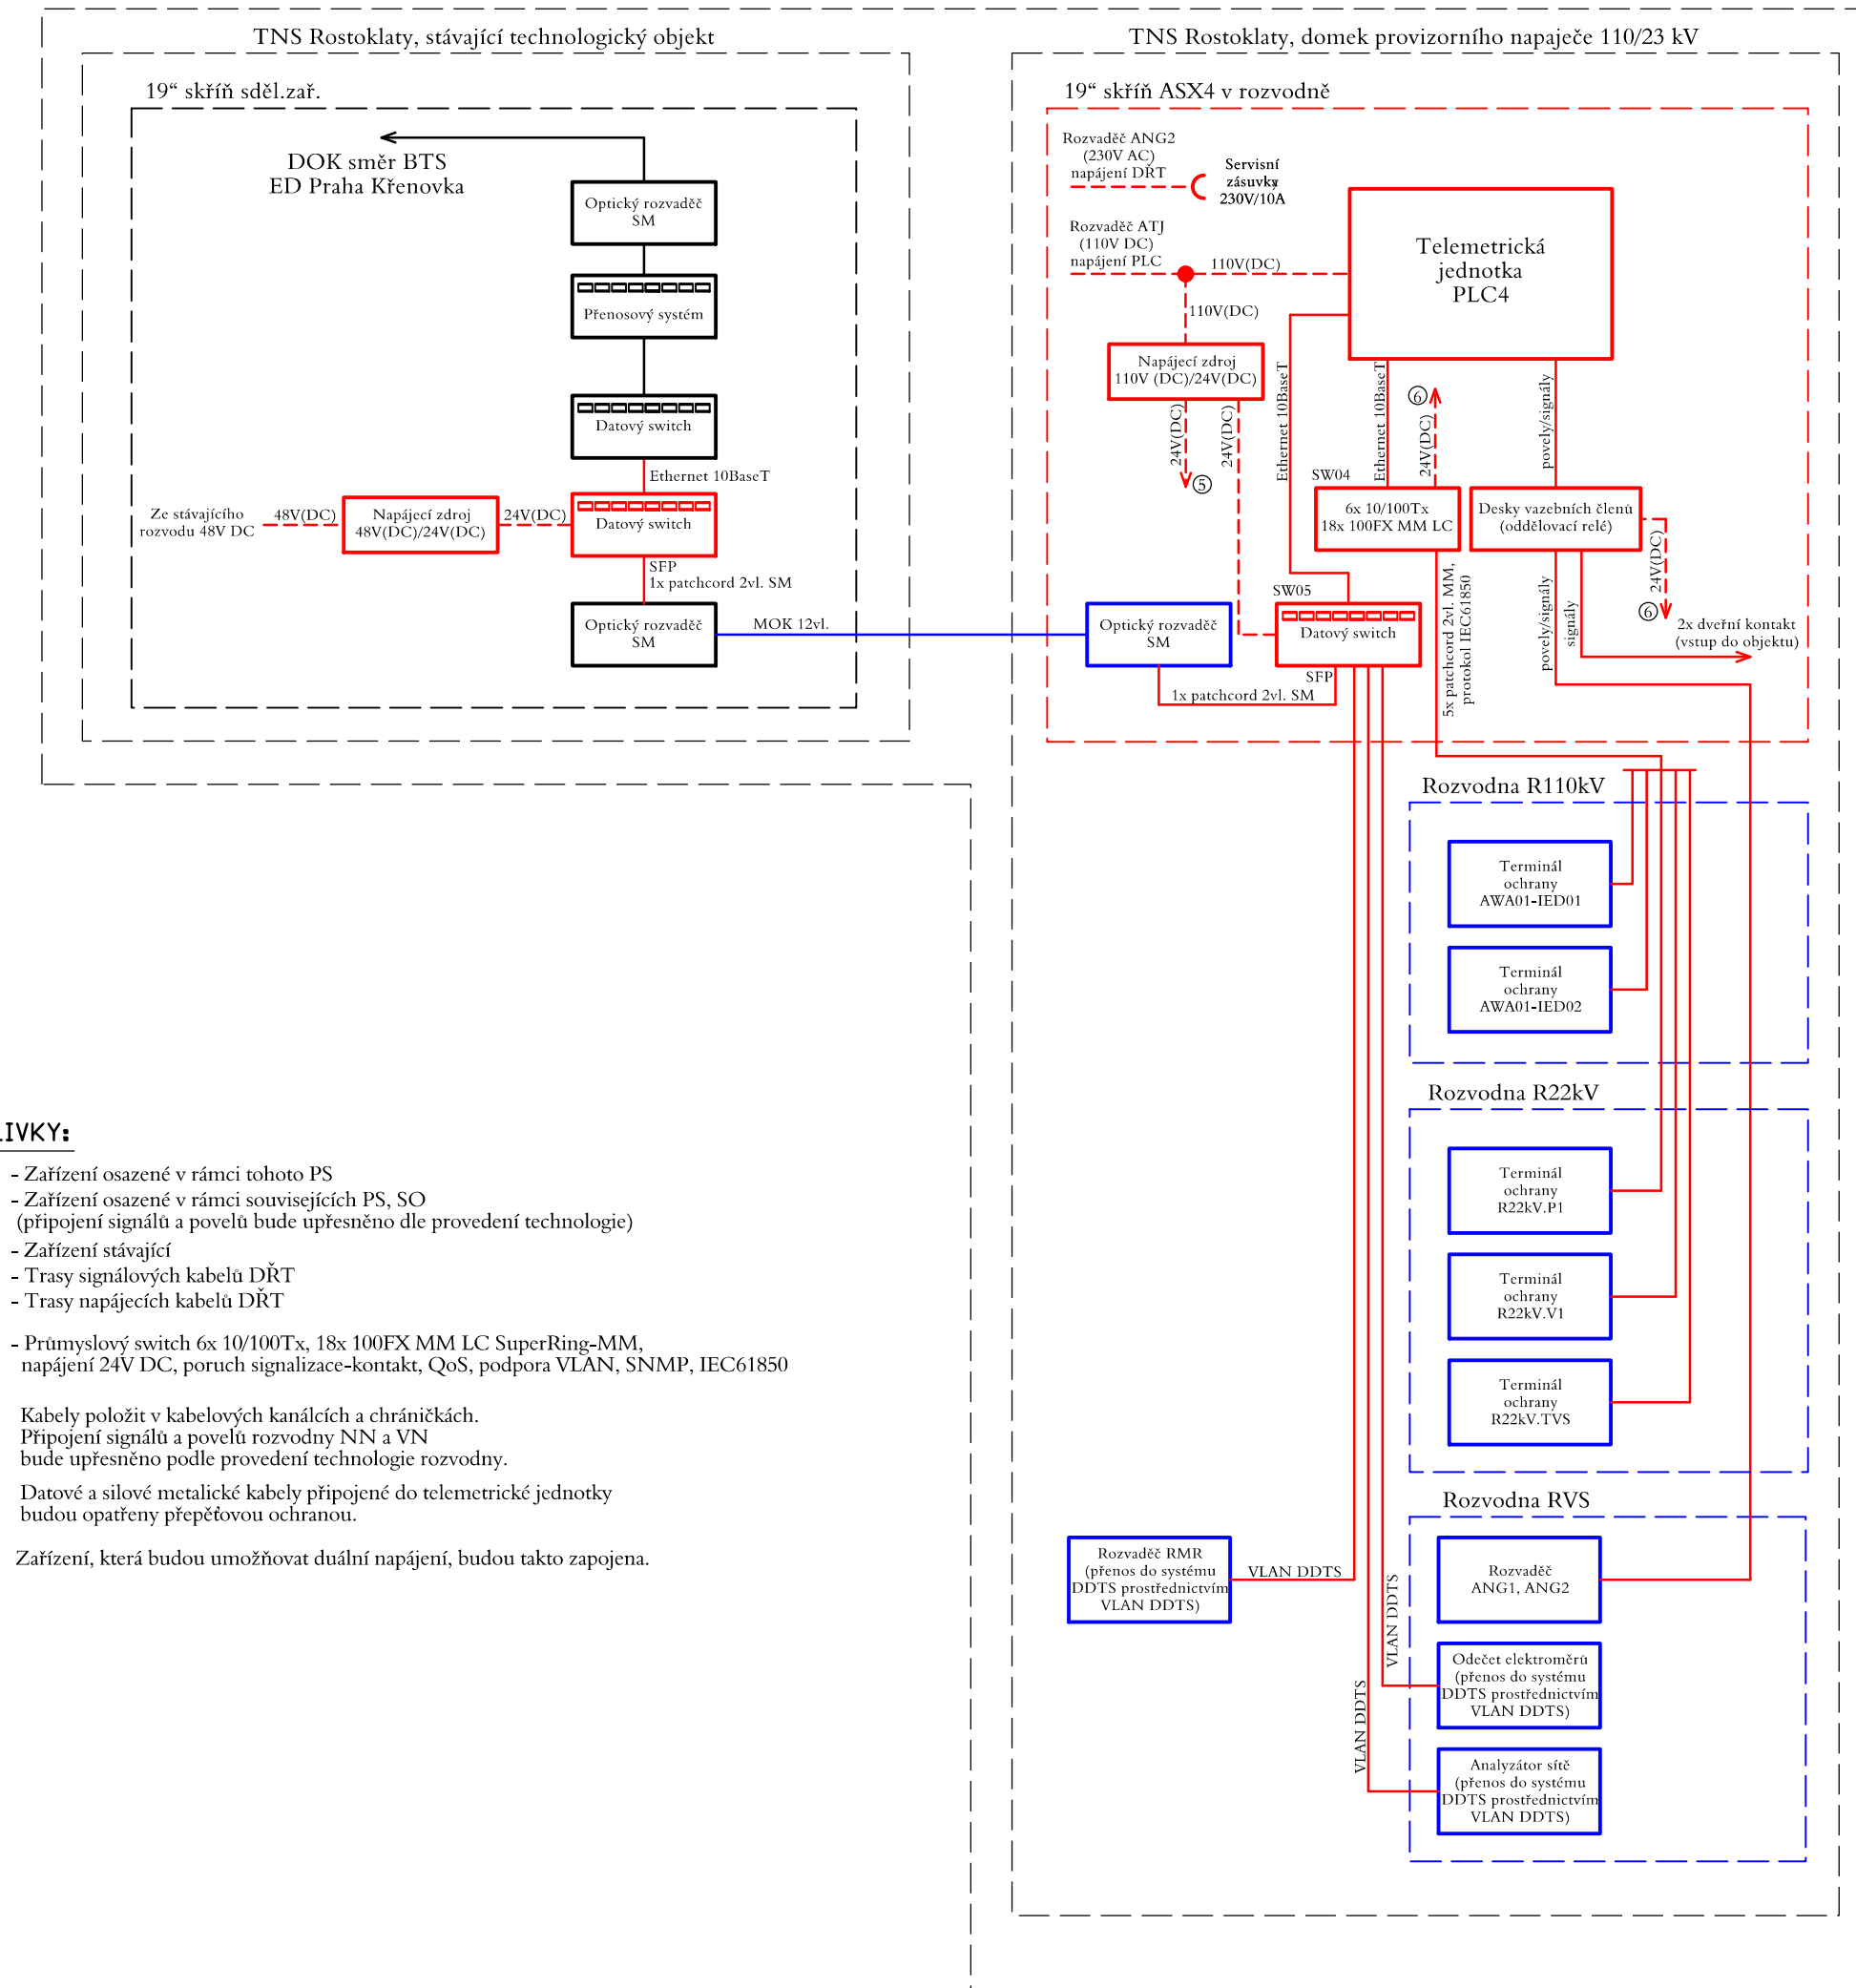 TNS Rostoklaty, stávající technologický objekt
19“ skříň sděl.zař.
DOK směr BTS
ED Praha Křenovka
Optický rozvaděč
SM
Přenosový systém
Datový switch
Ethernet 10BaseT
Ze stávajícího
rozvodu 48V DC
48V(DC)
Napájecí zdroj
48V(DC)/24V(DC)
24V(DC)
Datový switch
SFP
1x patchcord 2vl. SM
Optický rozvaděč
SM
MOK 12vl.
TNS Rostoklaty, domek provizorního napaječe 110/23 kV
19“ skříň ASX4 v rozvodně
Rozvaděč ANG2
(230V AC)
napájení DŘT
Servisní
zásuvky
230V/10A
Rozvaděč ATJ
(110V DC)
napájení PLC
110V(DC)
110V(DC)
Telemetrická
jednotka
PLC4
Napájecí zdroj
110V (DC)/24V(DC)
24V(DC)
5
24V(DC)
Ethernet 10BaseT
Ethernet 10BaseT
6
24V(DC)
povely/signály
SW04
6x 10/100Tx
18x 100FX MM LC
Desky vazebních členů
(oddělovací relé)
24V(DC)
6
SW05
Datový switch
Optický rozvaděč
SM
SFP
1x patchcord 2vl. SM
5x patchcord 2vl. MM,
protokol IEC61850
povely/signály
signály
2x dveřní kontakt
(vstup do objektu)
Rozvodna R110kV
Terminál
ochrany
AWA01-IED01
Terminál
ochrany
AWA01-IED02
Rozvodna R22kV
Terminál
ochrany
R22kV.P1
Terminál
ochrany
R22kV.V1
Terminál
ochrany
R22kV.TVS
Rozvodna RVS
Rozvaděč RMR
(přenos do systému
DDTS prostřednictvím
VLAN DDTS)
VLAN DDTS
VLAN DDTS
VLAN DDTS
Rozvaděč
ANG1, ANG2
Odečet elektroměrů
(přenos do systému
DDTS prostřednictvím
VLAN DDTS)
Analyzátor sítě
(přenos do systému
DDTS prostřednictvím
VLAN DDTS)
IVKY:
- Zařízení osazené v rámci tohoto PS
- Zařízení osazené v rámci souvisejících PS, SO
(připojení signálů a povelů bude upřesněno dle provedení technologie)
- Zařízení stávající
- Trasy signálových kabelů DŘT
- Trasy napájecích kabelů DŘT
- Průmyslový switch 6x 10/100Tx, 18x 100FX MM LC SuperRing-MM,
napájení 24V DC, poruch signalizace-kontakt, QoS, podpora VLAN, SNMP, IEC61850
Kabely položit v kabelových kanálcích a chráničkách.
Připojení signálů a povelů rozvodny NN a VN
bude upřesněno podle provedení technologie rozvodny.
Datové a silové metalické kabely připojené do telemetrické jednotky
budou opatřeny přepěťovou ochranou.
Zařízení, která budou umožňovat duální napájení, budou takto zapojena.